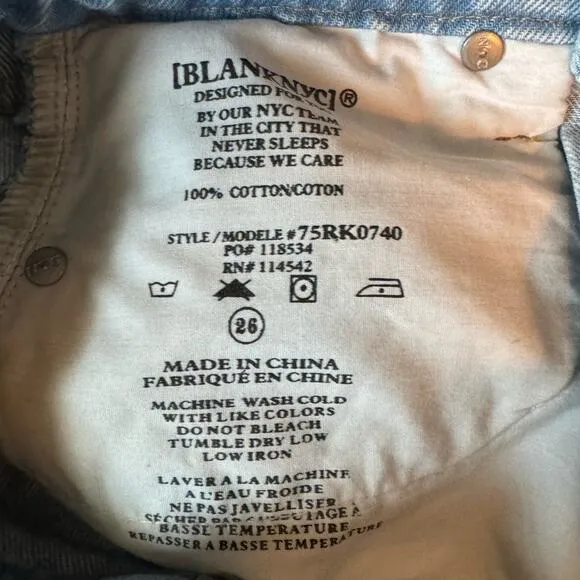 [BLANKNYC]®
DESIGNED FOR
BY OUR NYC TEAM
IN THE CITY THAT
NEVER SLEEPS
BECAUSE WE CARE
100% COTTON/COTON
STYLE/MODELE #75RK0740
PO# 118534
RN# 114542
26
MADE IN CHINA
FABRIQUÉ EN CHINE
MACHINE WASH COLD
WITH LIKE COLORS
DO NOT BLEACH
TUMBLE DRY LOW
LOW IRON
LAVER A LA MACHINE
A L'EAU FROIDE
NE PAS JAVELLISER
SÉCHER PAR A
BASSE TEMPERATURE
REPASSER A BASSE TEMPERATURE